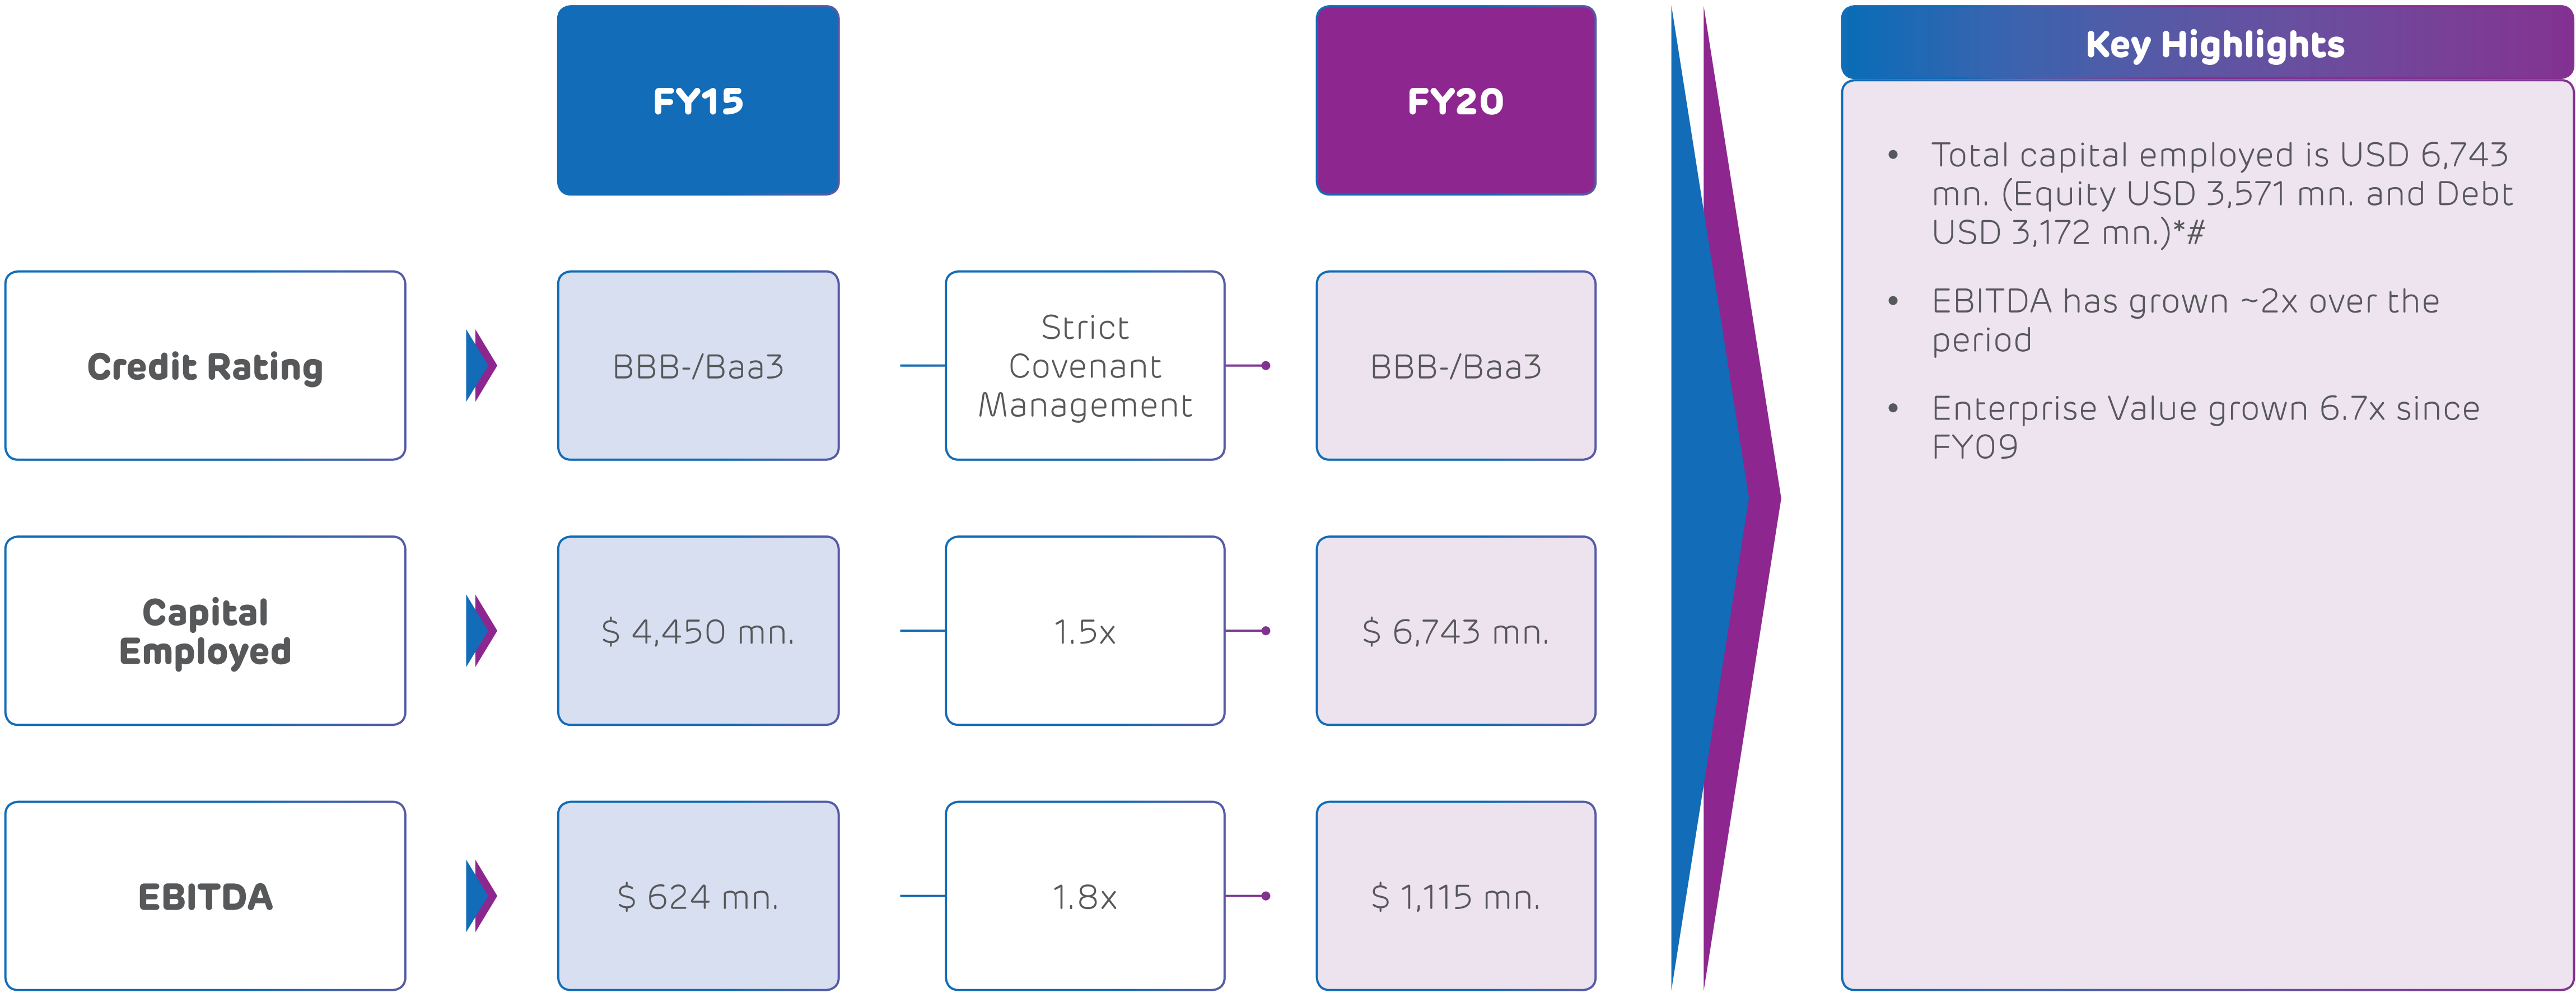 FY15
FY20
Credit Rating
BBB-/Baa3
Strict
Covenant
Management
BBB-/Baa3
Capital
Employed
$ 4,450 mn.
1.5x
$ 6,743 mn.
EBITDA
$ 624 mn.
1.8x
$ 1,115 mn.
Key Highlights
• Total capital employed is USD 6,743
mn. (Equity USD 3,571 mn. and Debt
USD 3,172 mn.)*#
• EBITDA has grown ~2x over the
period
• Enterprise Value grown 6.7x since
FY09